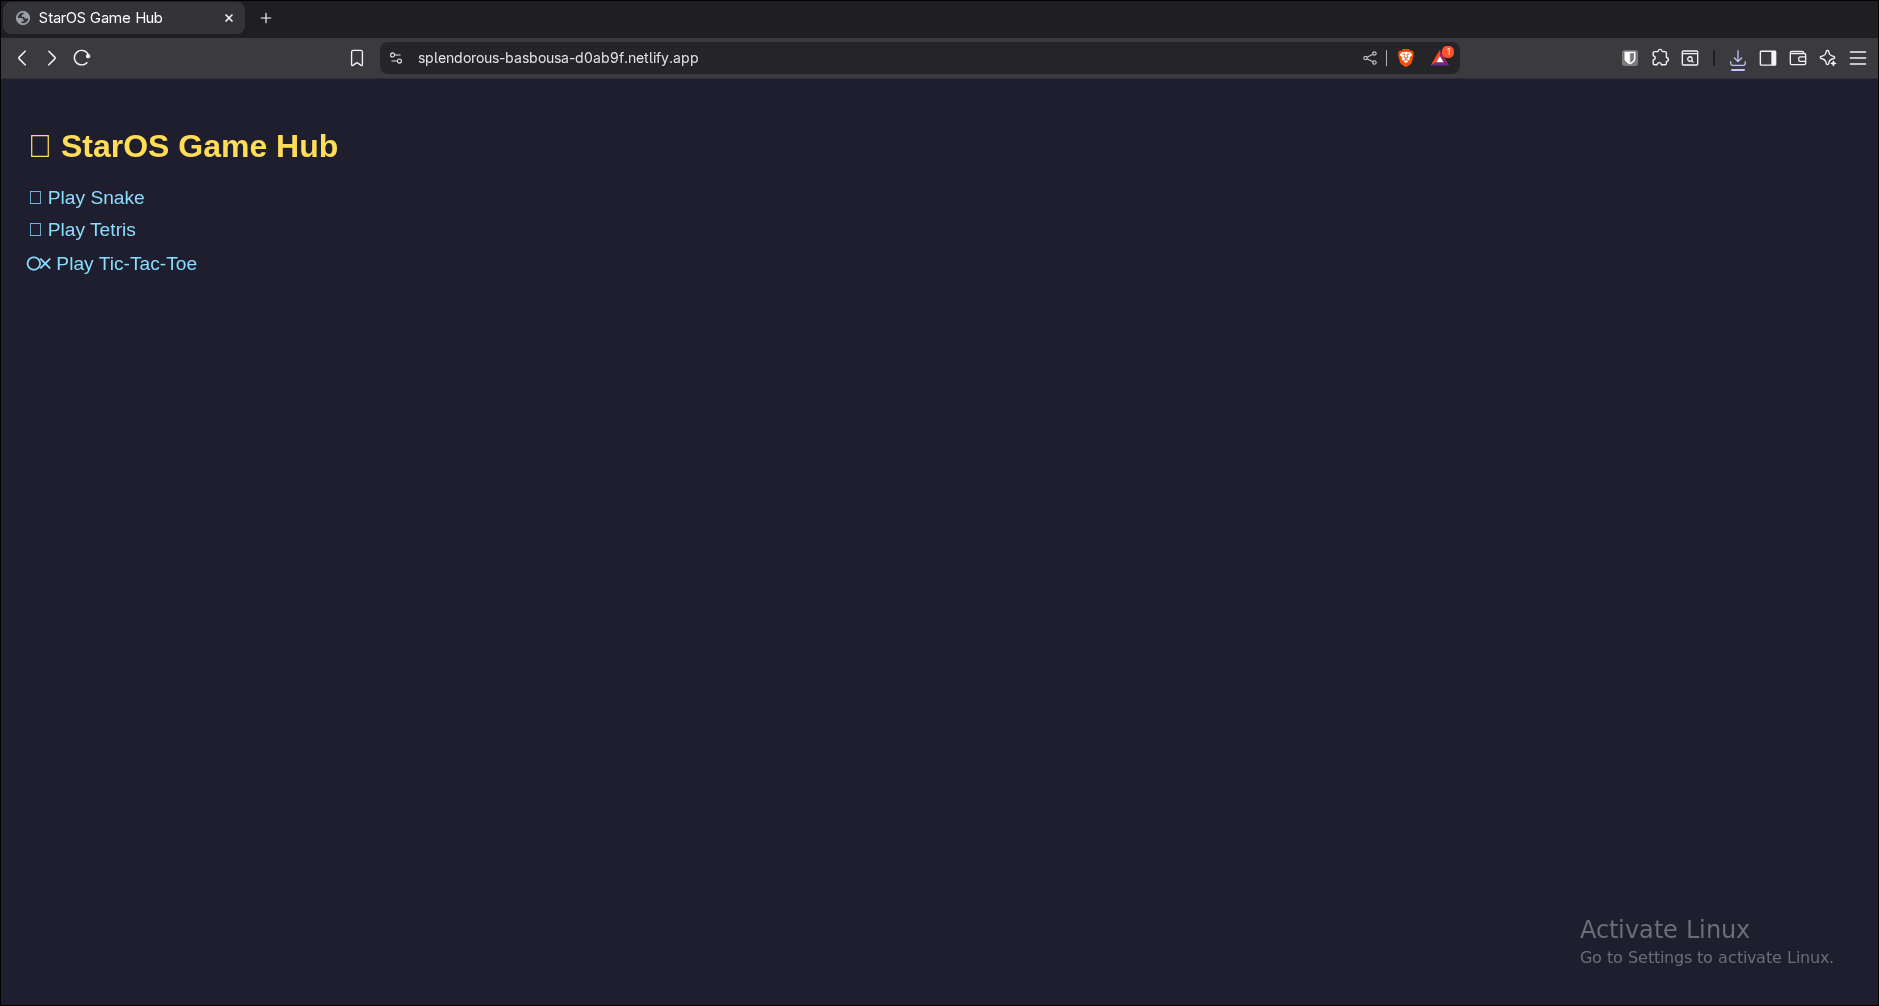 StarOS Game Hub
splendorous-basbousa-d0ab9f.netlify.app
1
StarOS Game Hub
Play Snake
Play Tetris
Play Tic-Tac-Toe
Activate Linux
Go to Settings to activate Linux.